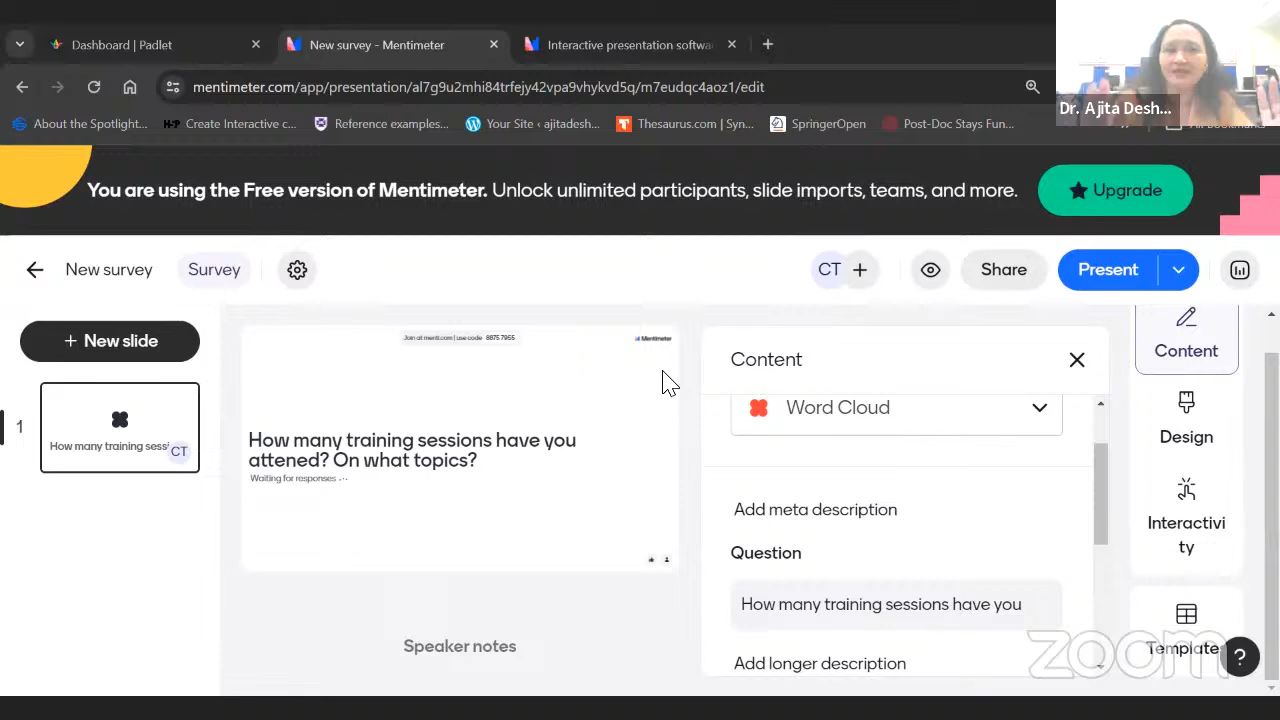 Dashboard | Padlet
New survey - Mentimeter
Interactive presentation softwa
mentimeter.com/app/presentation/al7g9u2mhi84trfejy42vpa9vhykvd5q/m7eudqc4aoz1/edit
Dr. Ajita Desh...
About the Spotlight...
H-P Create Interactive c...
Reference examples...
Your Site ‹ ajitadesh...
Thesaurus.com | Syn...
SpringerOpen
Post-Doc Stays Fun...
All Bookmarks
You are using the Free version of Mentimeter. Unlock unlimited participants, slide imports, teams, and more.
Upgrade
New survey
Survey
CT
Share
Present
+ New slide
1
How many training sessi
CT
Join at menti.com | use code 8875 7955
Mentimeter
How many training sessions have you
attened? On what topics?
Waiting for responses ···
Speaker notes
Content
Word Cloud
Add meta description
Question
How many training sessions have you
Add longer description
Content
Design
Interactivi
ty
Template
?
zoom